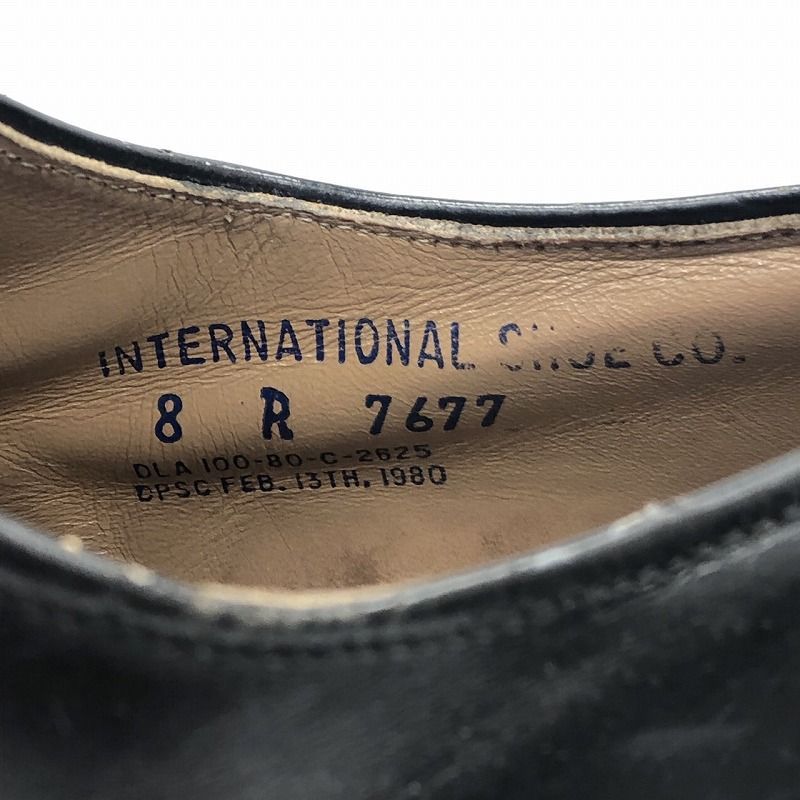 INTERNATIONAL SHOE CO.
8 R 7677
DLA 100-80-C-2625
DPSC FEB. 13TH, 1980